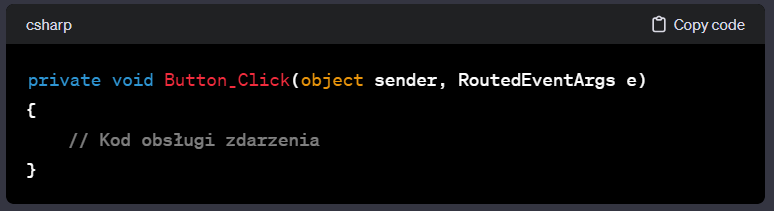 csharp
Copy code
private void Button_Click(object sender, RoutedEventArgs e)
{
    // Kod obsługi zdarzenia
}